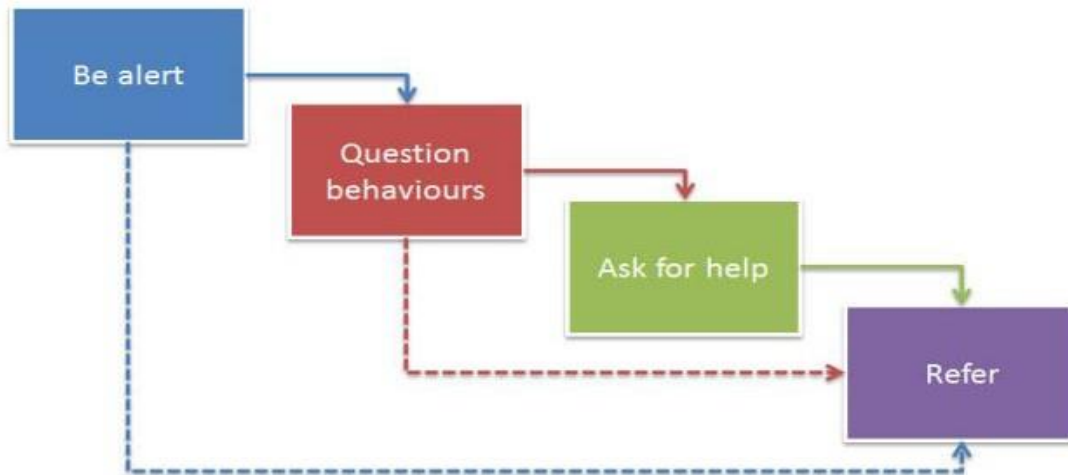 Be alert
Question
behaviours
Ask for help
Refer